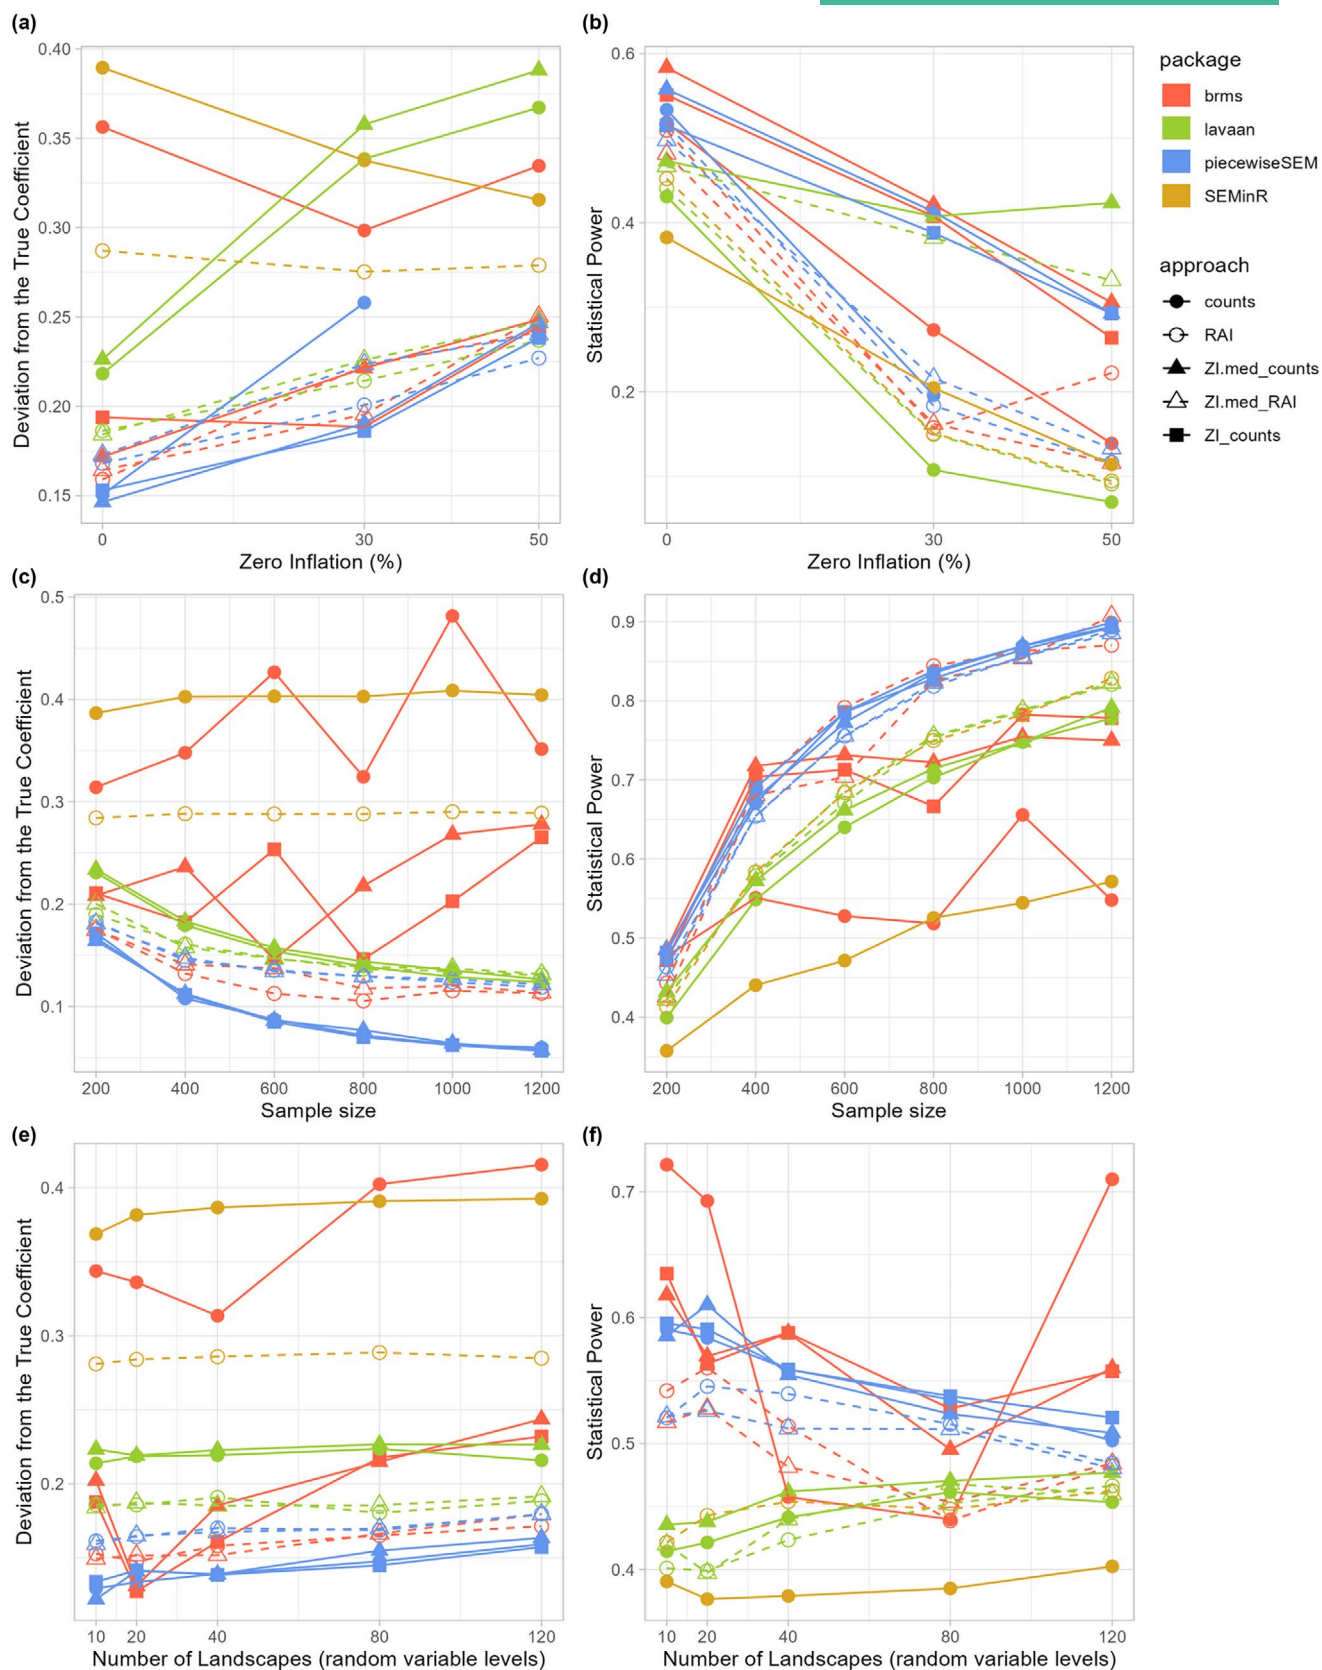 (a)
(b)
0.40
0.35
0.30
0.25
0.20
0.15
Deviation from the True Coefficient
0
30
50
Zero Inflation (%)
0.6
0.4
0.2
Statistical Power
0
30
50
Zero Inflation (%)
package
brms
lavaan
piecewiseSEM
SEMinR
approach
counts
RAI
ZI.med_counts
ZI.med_RAI
ZI_counts
(c)
(d)
0.5
0.4
0.3
0.2
0.1
Deviation from the True Coefficient
200
400
600
800
1000
1200
Sample size
0.9
0.8
0.7
0.6
0.5
0.4
Statistical Power
200
400
600
800
1000
1200
Sample size
(e)
(f)
0.4
0.3
0.2
Deviation from the True Coefficient
10
20
40
80
120
Number of Landscapes (random variable levels)
0.7
0.6
0.5
0.4
Statistical Power
10
20
40
80
120
Number of Landscapes (random variable levels)